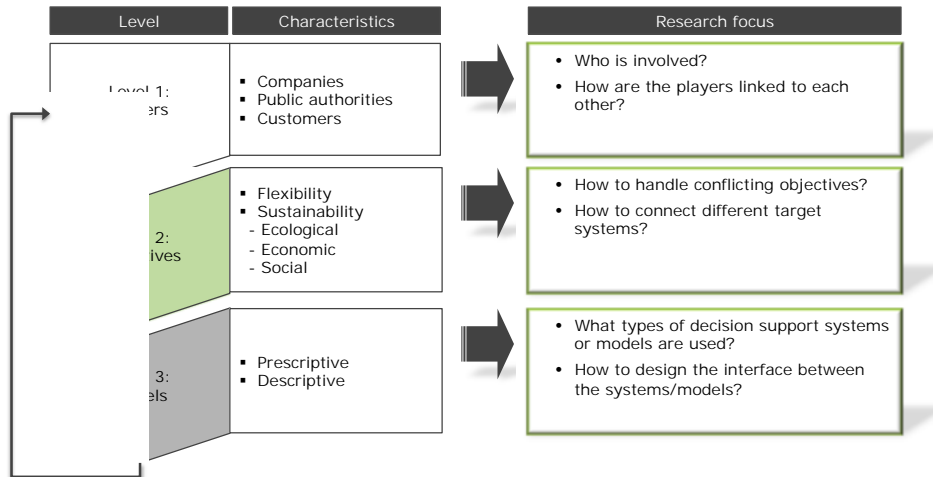 Level
Characteristics
Research focus
Level 1:
ers
▪ Companies
▪ Public authorities
▪ Customers
• Who is involved?
• How are the players linked to each
other?
2:
ives
▪ Flexibility
▪ Sustainability
- Ecological
- Economic
- Social
• How to handle conflicting objectives?
• How to connect different target
systems?
3:
els
▪ Prescriptive
▪ Descriptive
• What types of decision support systems
or models are used?
• How to design the interface between
the systems/models?